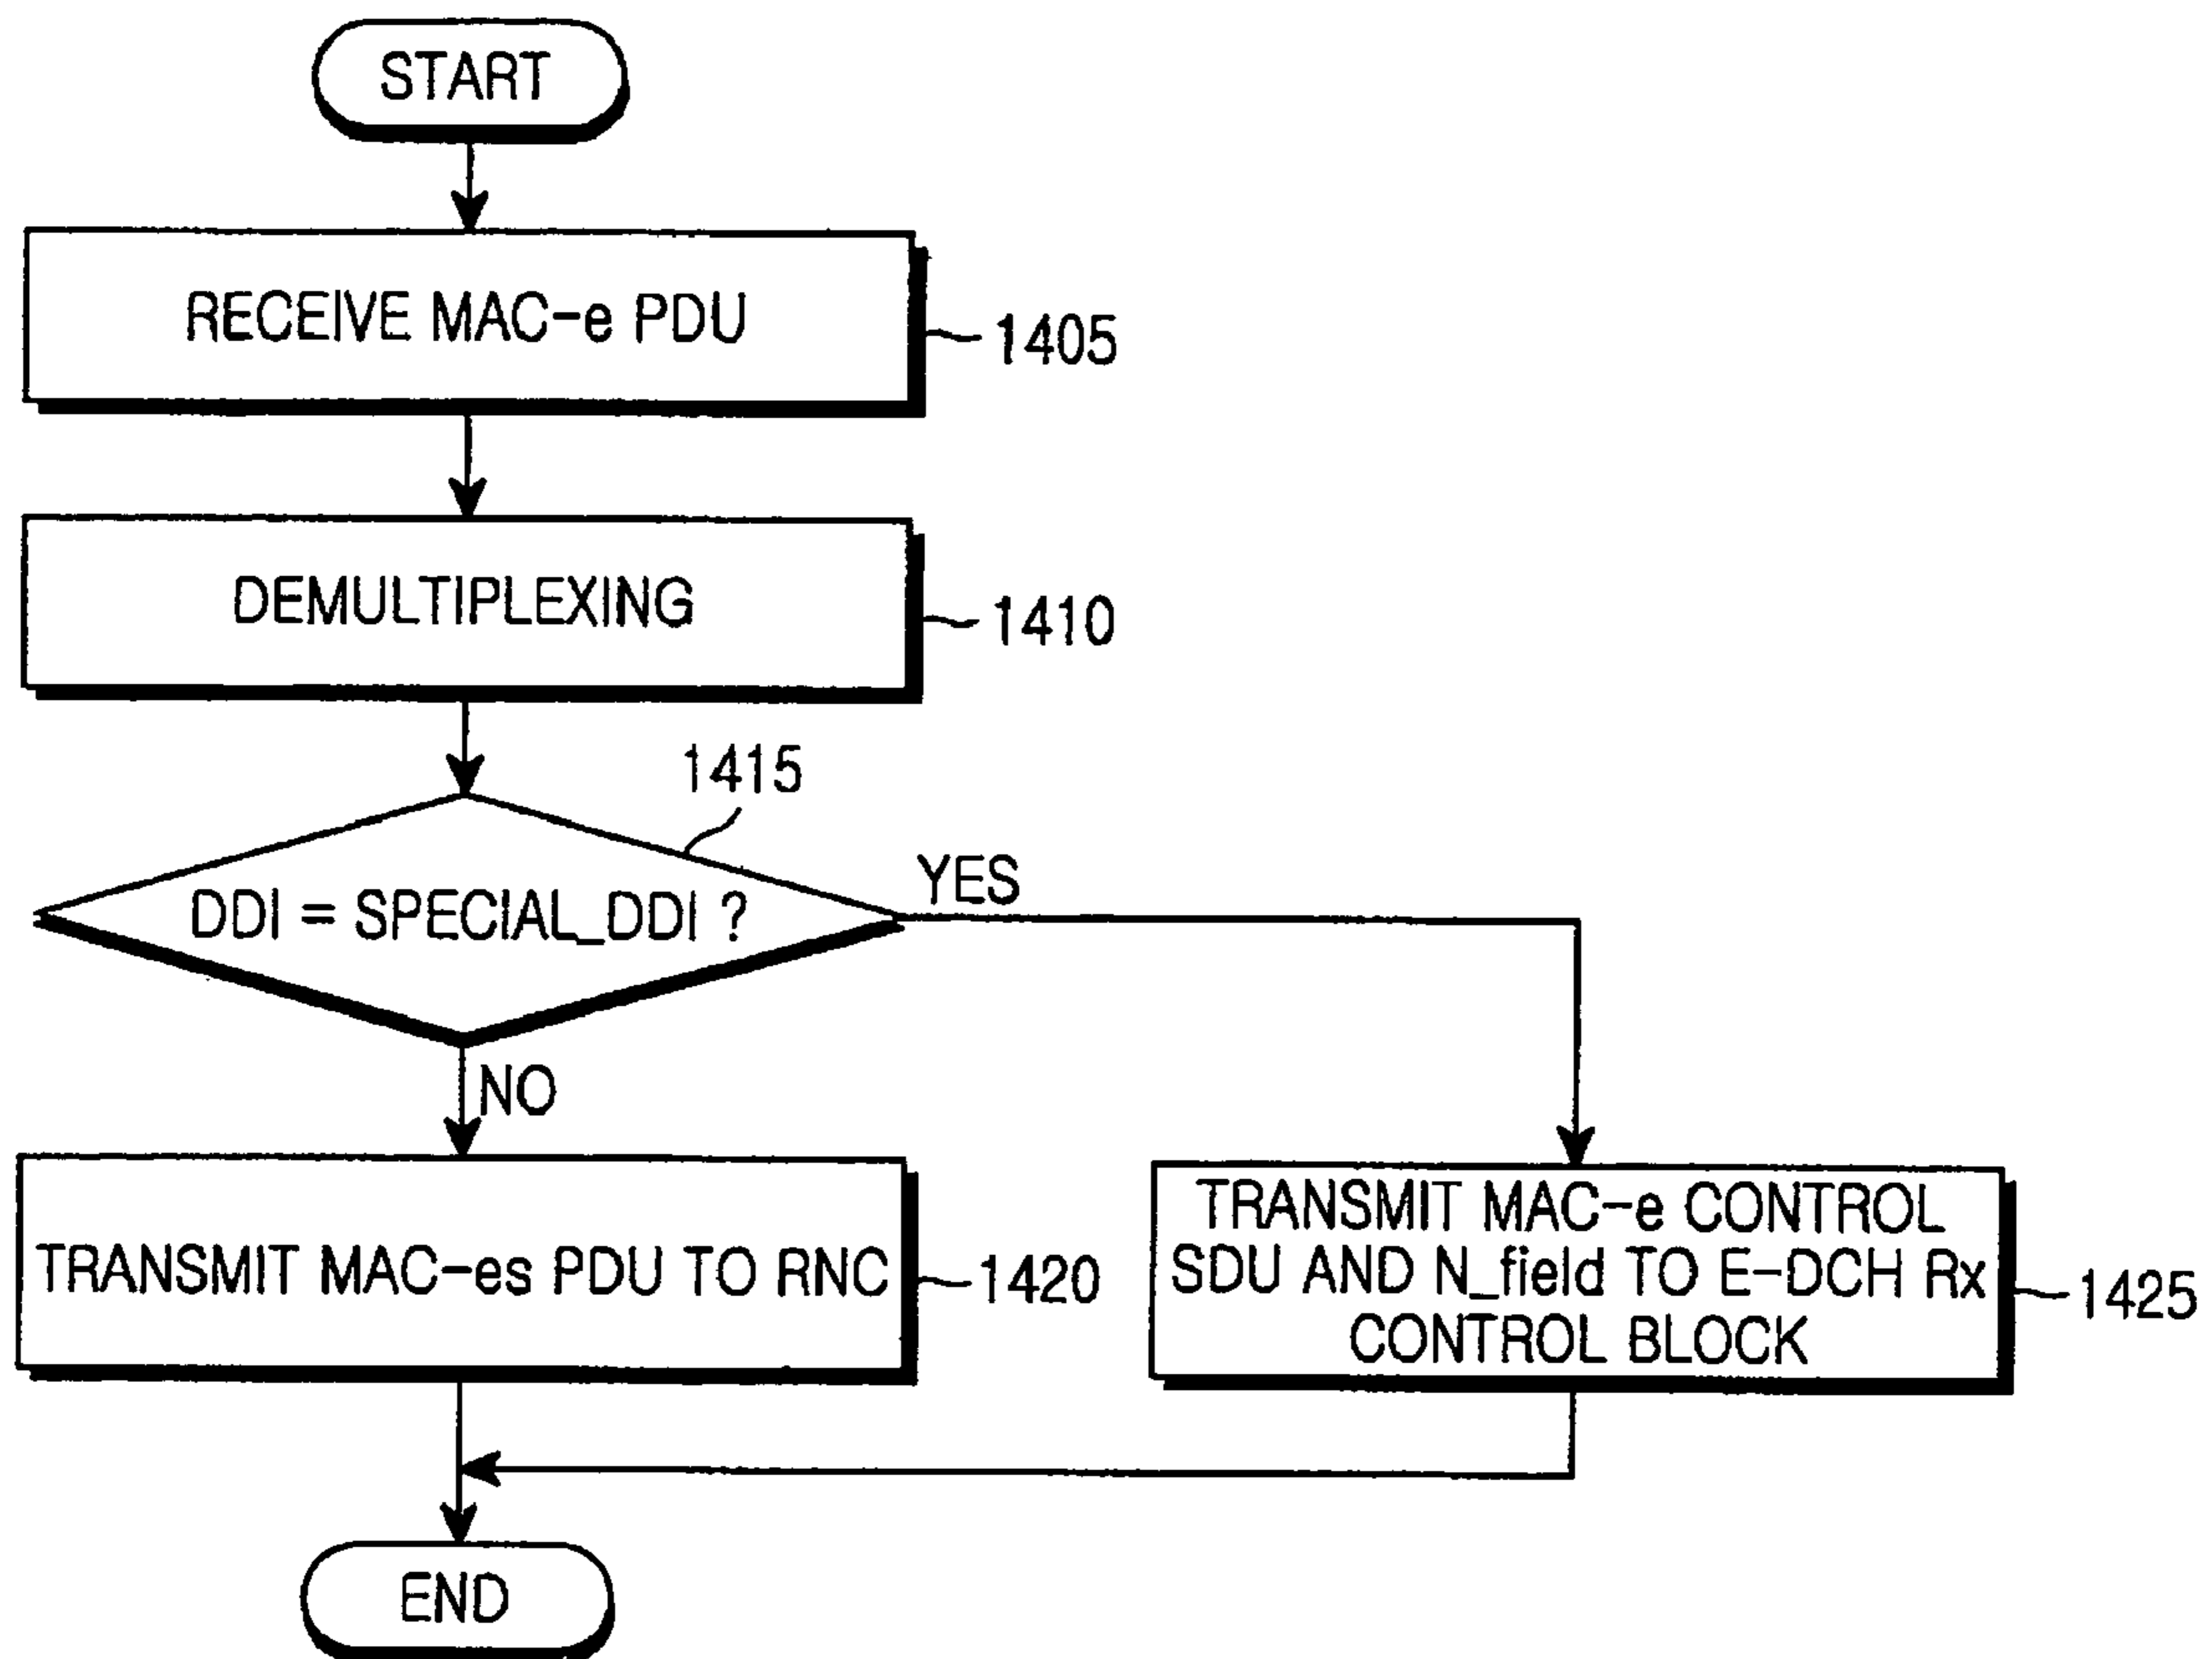 START
RECEIVE MAC-e PDU
1405
DEMULTIPLEXING
1410
1415
DDI = SPECIAL_DDI ?
YES
NO
TRANSMIT MAC-es PDU TO RNC
1420
TRANSMIT MAC-e CONTROL
SDU AND N_field TO E-DCH Rx
CONTROL BLOCK
1425
END